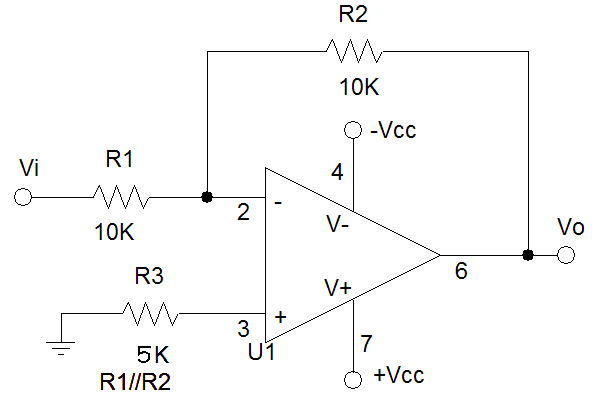 R2
10K
-Vcc
4
Vi
R1
2
-
V-
10K
Vo
6
R3
V+
3
+
U1
7
5K
R1//R2
+Vcc